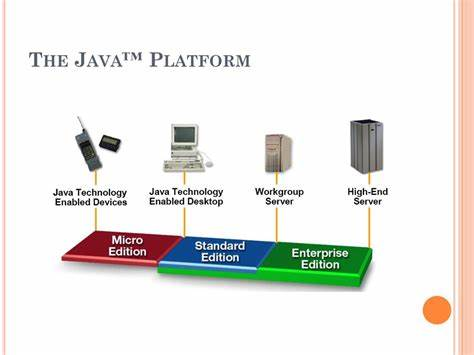 THE JAVA™ PLATFORM
Java Technology
Enabled Devices
Java Technology
Enabled Desktop
Workgroup
Server
High-End
Server
Micro
Edition
Standard
Edition
Enterprise
Edition